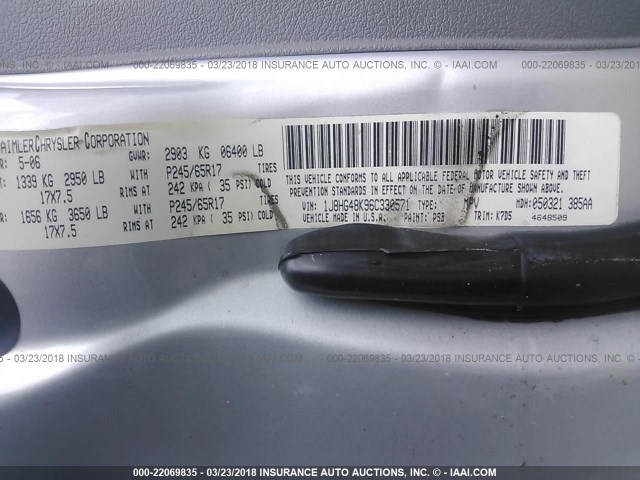 000-22069835 - 03/23/2018 INSURANCE AUTO AUCTIONS, INC. - © - IAAI.COM
AIMLERCHRYSLER CORPORATION
5-06 GVWR: 2903 KG 06400 LB
1339 KG 2950 LB WITH P245/65R17 TIRES
17X7.5 RIMS AT 242 KPA ( 35 PSI) COLD
1656 KG 3650 LB WITH P245/65R17 TIRES
17X7.5 RIMS AT 242 KPA ( 35 PSI) COLD
THIS VEHICLE CONFORMS TO ALL APPLICABLE FEDERAL MOTOR VEHICLE SAFETY AND THEFT
PREVENTION STANDARDS IN EFFECT ON THE DATE OF MANUFACTURE SHOWN ABOVE.
VIN: 1J8HG48K96C330571 TYPE: MPV MDH: 050321 385AA
VEHICLE MADE IN U.S.A. PAINT: PSB TRIM: K7D5
4648509
000-22069835 - 03/23/2018 INSURANCE AUTO AUCTIONS, INC. - © - IAAI.COM
000-22069835 - 03/23/2018 INSURANCE AUTO AUCTIONS, INC. - © - IAAI.COM